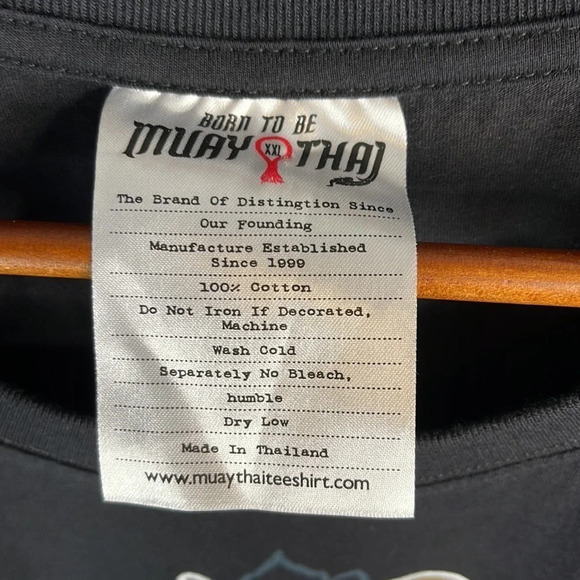 BORN TO BE
MUAY XXL THAI
The Brand Of Distingtion Since
Our Founding
Manufacture Established
Since 1999
100% Cotton
Do Not Iron If Decorated,
Machine
Wash Cold
Separately No Bleach,
humble
Dry Low
Made In Thailand
www.muaythaiteeshirt.com